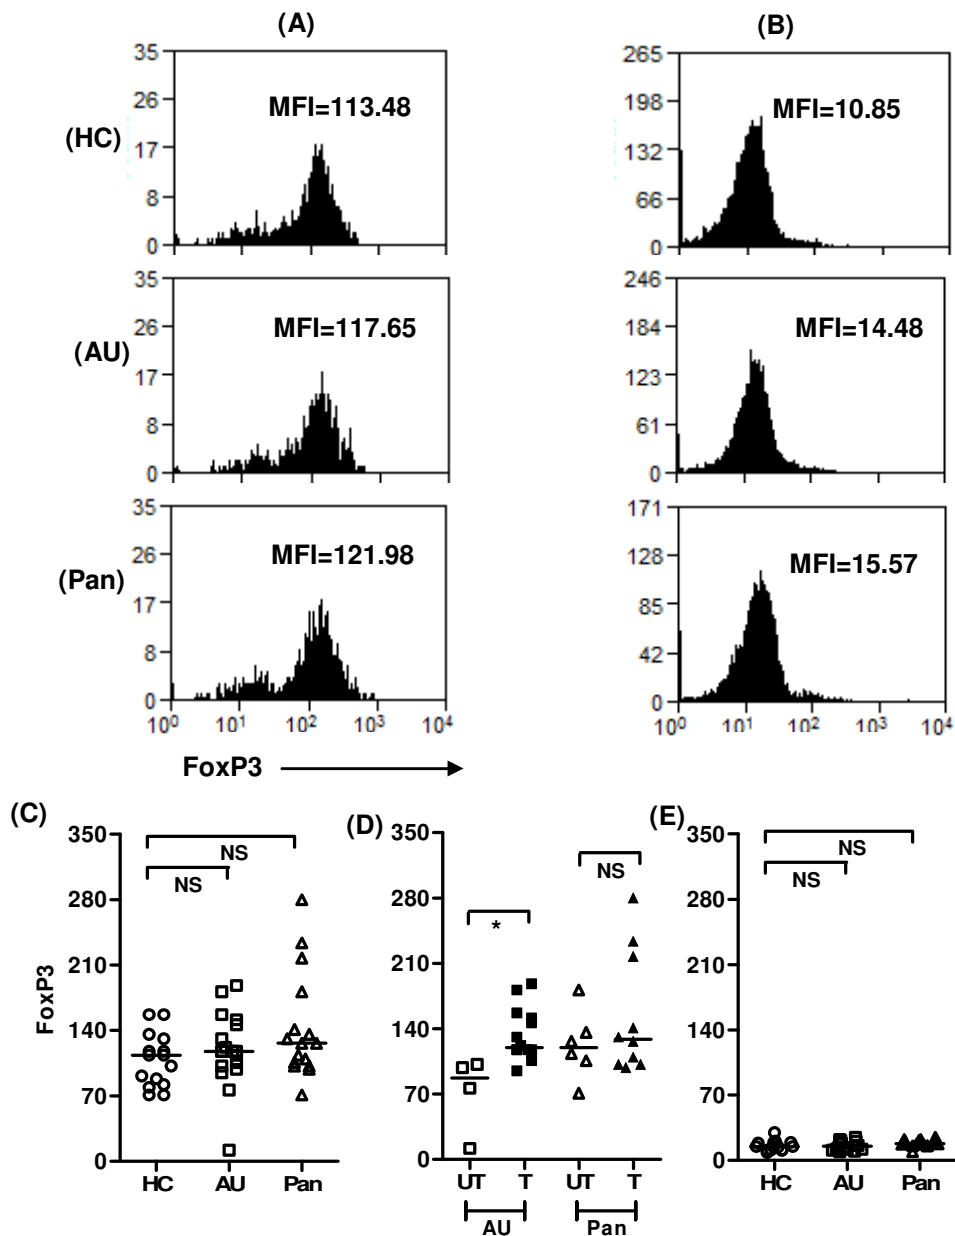 (A)
(B)
(HC)
35
26
17
8
0
MFI=113.48
265
198
132
66
0
MFI=10.85
(AU)
35
26
17
8
0
MFI=117.65
246
184
123
61
0
MFI=14.48
(Pan)
35
26
17
8
0
MFI=121.98
10⁰ 10¹ 10² 10³ 10⁴
171
128
85
42
0
MFI=15.57
10⁰ 10¹ 10² 10³ 10⁴
FoxP3
(C)
FoxP3
350
280
210
140
70
0
NS
NS
HC AU Pan
(D)
350
280
210
140
70
0
*
NS
UT T UT T
AU Pan
(E)
350
280
210
140
70
0
NS
NS
HC AU Pan